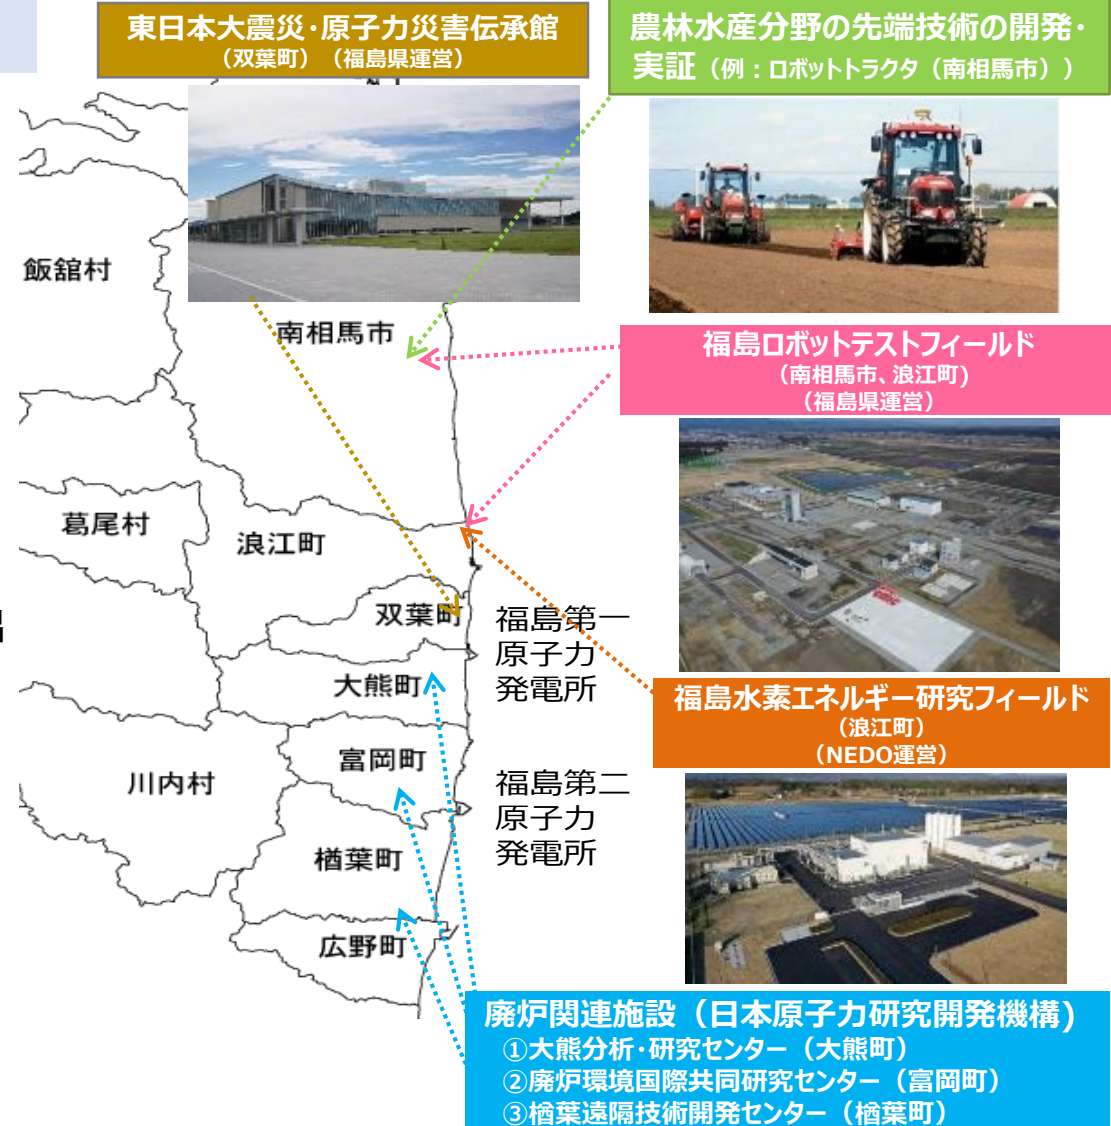 東日本大震災・原子力災害伝承館
（双葉町）（福島県運営）
農林水産分野の先端技術の開発・
実証（例：ロボットトラクタ（南相馬市））
飯舘村
南相馬市
福島ロボットテストフィールド
（南相馬市、浪江町)
（福島県運営）
葛尾村
浪江町
双葉町
福島第一
原子力
発電所
大熊町
福島水素エネルギー研究フィールド
（浪江町）
（NEDO運営）
富岡町
川内村
福島第二
原子力
発電所
楢葉町
広野町
廃炉関連施設（日本原子力研究開発機構)
①大熊分析・研究センター（大熊町）
②廃炉環境国際共同研究センター（富岡町）
③楢葉遠隔技術開発センター（楢葉町）